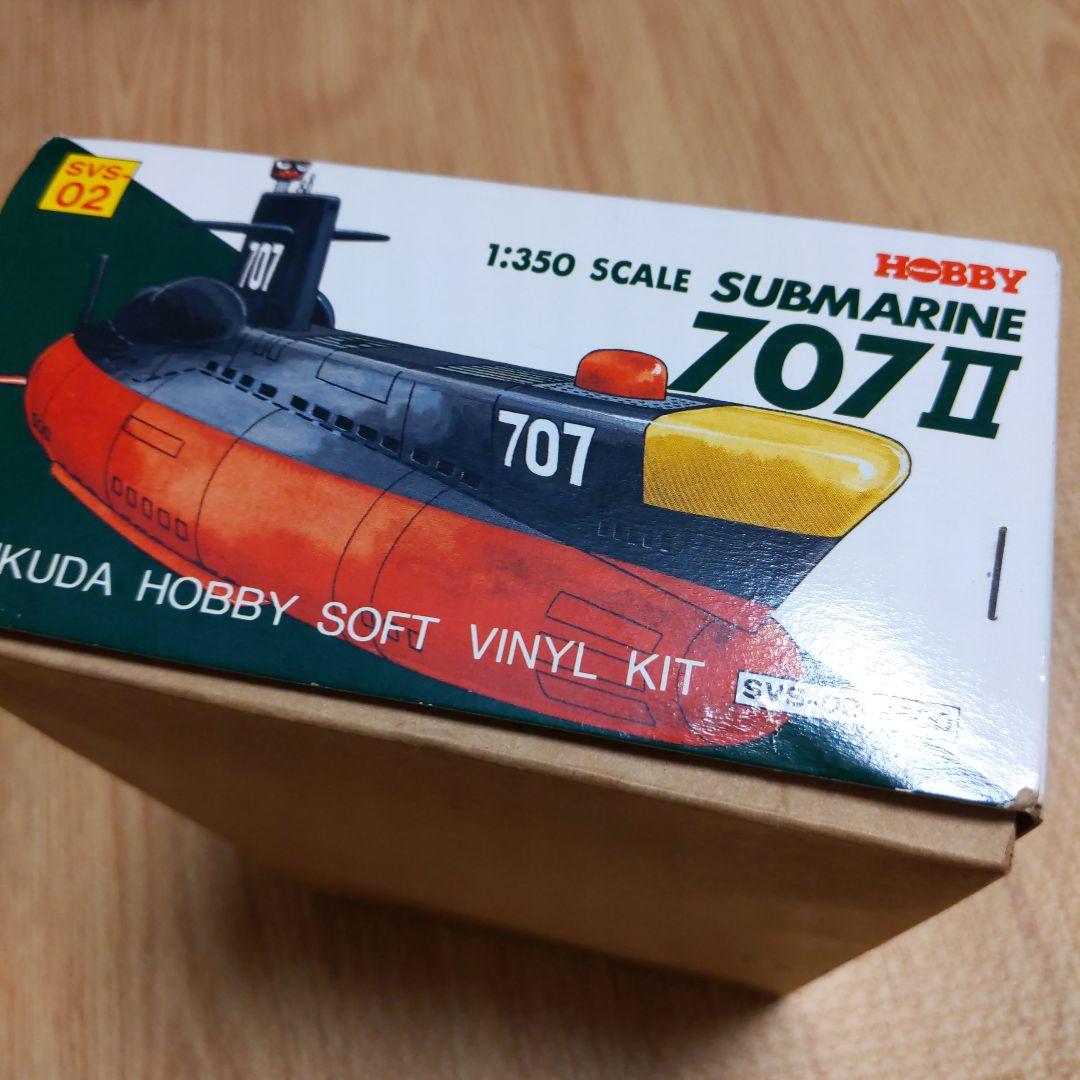 SVS-
02
HOBBY
1:350 SCALE SUBMARINE
707II
707
707
KUDA HOBBY SOFT VINYL KIT